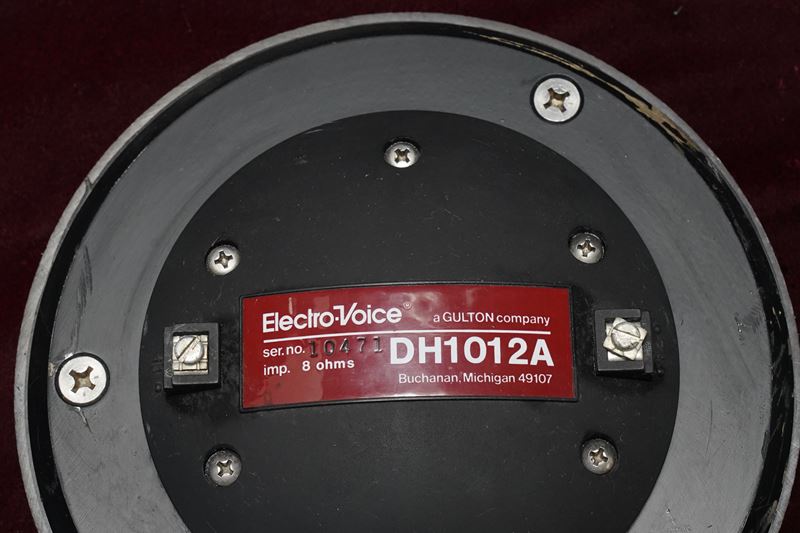 Electro-Voice® a GULTON company
ser. no. 10471 DH1012A
imp. 8 ohms
Buchanan, Michigan 49107